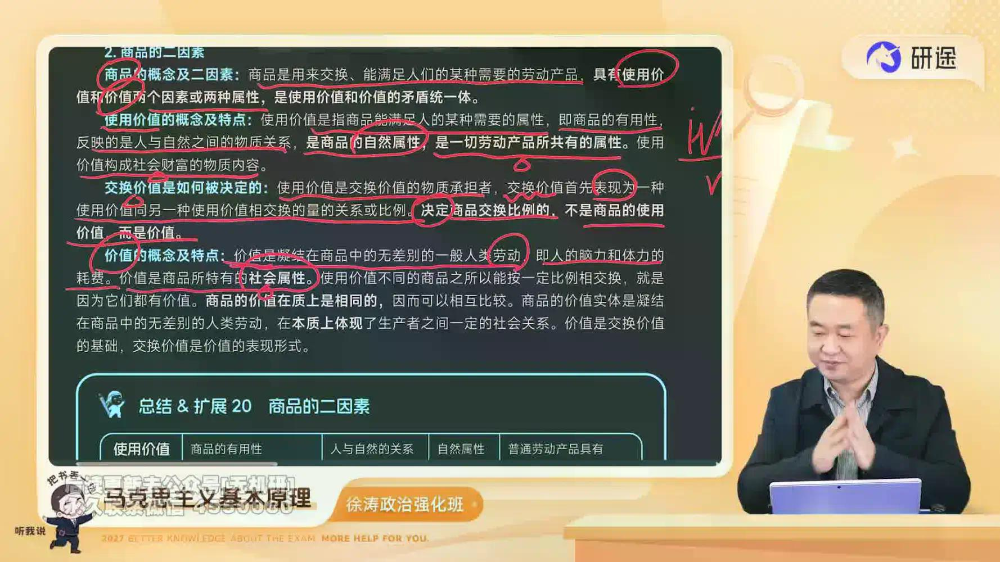 2. 商品的二因素
商品的概念及二因素：商品是用来交换、能满足人们的某种需要的劳动产品，具有使用价
值和价值两个因素或两种属性，是使用价值和价值的矛盾统一体。
使用价值的概念及特点：使用价值是指商品能满足人的某种需要的属性，即商品的有用性，
反映的是人与自然之间的物质关系，是商品的自然属性，是一切劳动产品所共有的属性。使用
价值构成社会财富的物质内容。
交换价值是如何被决定的：使用价值是交换价值的物质承担者，交换价值首先表现为一种
使用价值同另一种使用价值相交换的量的关系或比例。决定商品交换比例的，不是商品的使用
价值，而是价值。
价值的概念及特点：价值是凝结在商品中的无差别的一般人类劳动，即人的脑力和体力的
耗费。价值是商品所特有的社会属性。使用价值不同的商品之所以能按一定比例相交换，就是
因为它们都有价值。商品的价值在质上是相同的，因而可以相互比较。商品的价值实体是凝结
在商品中的无差别的人类劳动，在本质上体现了生产者之间一定的社会关系。价值是交换价值
的基础，交换价值是价值的表现形式。
总结 & 扩展 20 商品的二因素
使用价值 商品的有用性 人与自然的关系 自然属性 普通劳动产品具有
研途
马克思主义基本原理
徐涛政治强化班
听我说
2027 BETTER KNOWLEDGE ABOUT THE EXAM MORE HELP FOR YOU.